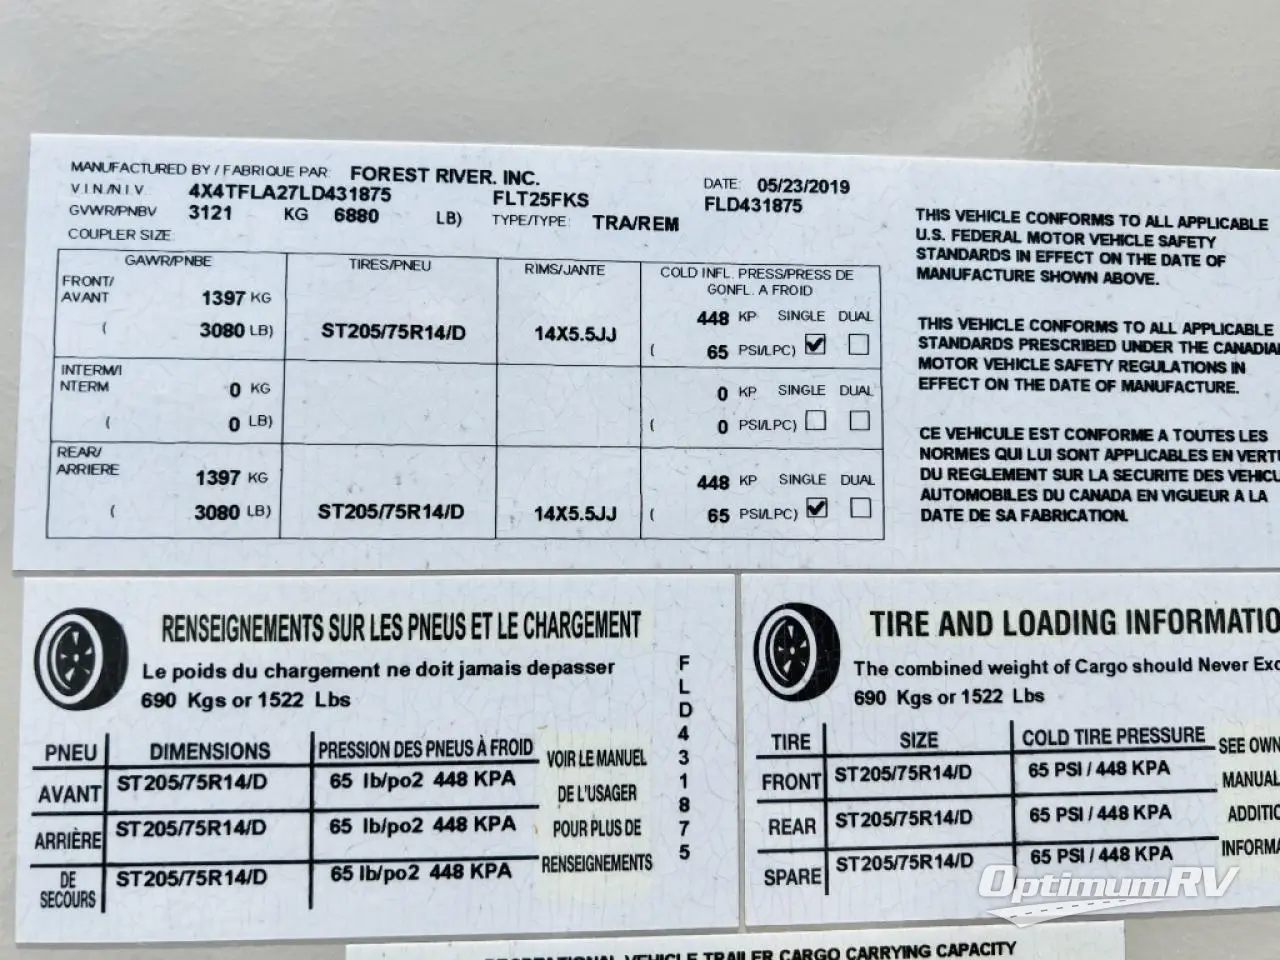 MANUFACTURED BY / FABRIQUE PAR: FOREST RIVER. INC. DATE: 05/23/2019
V.I.N./N.I.V. 4X4TFLA27LD431875 FLT25FKS FLD431875
GVWR/PNBV 3121 KG 6880 LB) TYPE/TYPE: TRA/REM
COUPLER SIZE:
GAWR/PNBE TIRES/PNEU RIMS/JANTE COLD INFL. PRESS/PRESS DE
GONFL. A FROID
FRONT/
AVANT 1397 KG 448 KP SINGLE DUAL
( 3080 LB) ST205/75R14/D 14X5.5JJ ( 65 PSI/LPC)
INTERM/I
NTERM 0 KG 0 KP SINGLE DUAL
( 0 LB) ( 0 PSI/LPC)
REAR/
ARRIERE 1397 KG 448 KP SINGLE DUAL
( 3080 LB) ST205/75R14/D 14X5.5JJ ( 65 PSI/LPC)
THIS VEHICLE CONFORMS TO ALL APPLICABLE
U.S. FEDERAL MOTOR VEHICLE SAFETY
STANDARDS IN EFFECT ON THE DATE OF
MANUFACTURE SHOWN ABOVE.
THIS VEHICLE CONFORMS TO ALL APPLICABLE
STANDARDS PRESCRIBED UNDER THE CANADIA
MOTOR VEHICLE SAFETY REGULATIONS IN
EFFECT ON THE DATE OF MANUFACTURE.
CE VEHICULE EST CONFORME A TOUTES LES
NORMES QUI LUI SONT APPLICABLES EN VERTU
DU REGLEMENT SUR LA SECURITE DES VEHICU
AUTOMOBILES DU CANADA EN VIGUEUR A LA
DATE DE SA FABRICATION.
RENSEIGNEMENTS SUR LES PNEUS ET LE CHARGEMENT
Le poids du chargement ne doit jamais depasser
690 Kgs or 1522 Lbs
PNEU DIMENSIONS PRESSION DES PNEUS À FROID
AVANT ST205/75R14/D 65 lb/po2 448 KPA
ARRIÈRE ST205/75R14/D 65 lb/po2 448 KPA
DE
SECOURS ST205/75R14/D 65 lb/po2 448 KPA
VOIR LE MANUEL
DE L'USAGER
POUR PLUS DE
RENSEIGNEMENTS
FLD431875
TIRE AND LOADING INFORMATIO
The combined weight of Cargo should Never Exc
690 Kgs or 1522 Lbs
TIRE SIZE COLD TIRE PRESSURE
FRONT ST205/75R14/D 65 PSI / 448 KPA
REAR ST205/75R14/D 65 PSI / 448 KPA
SPARE ST205/75R14/D 65 PSI / 448 KPA
SEE OWN
MANUAL
ADDITIO
INFORMA
OptimumRV
RECREATIONAL VEHICLE TRAILER CARGO CARRYING CAPACITY